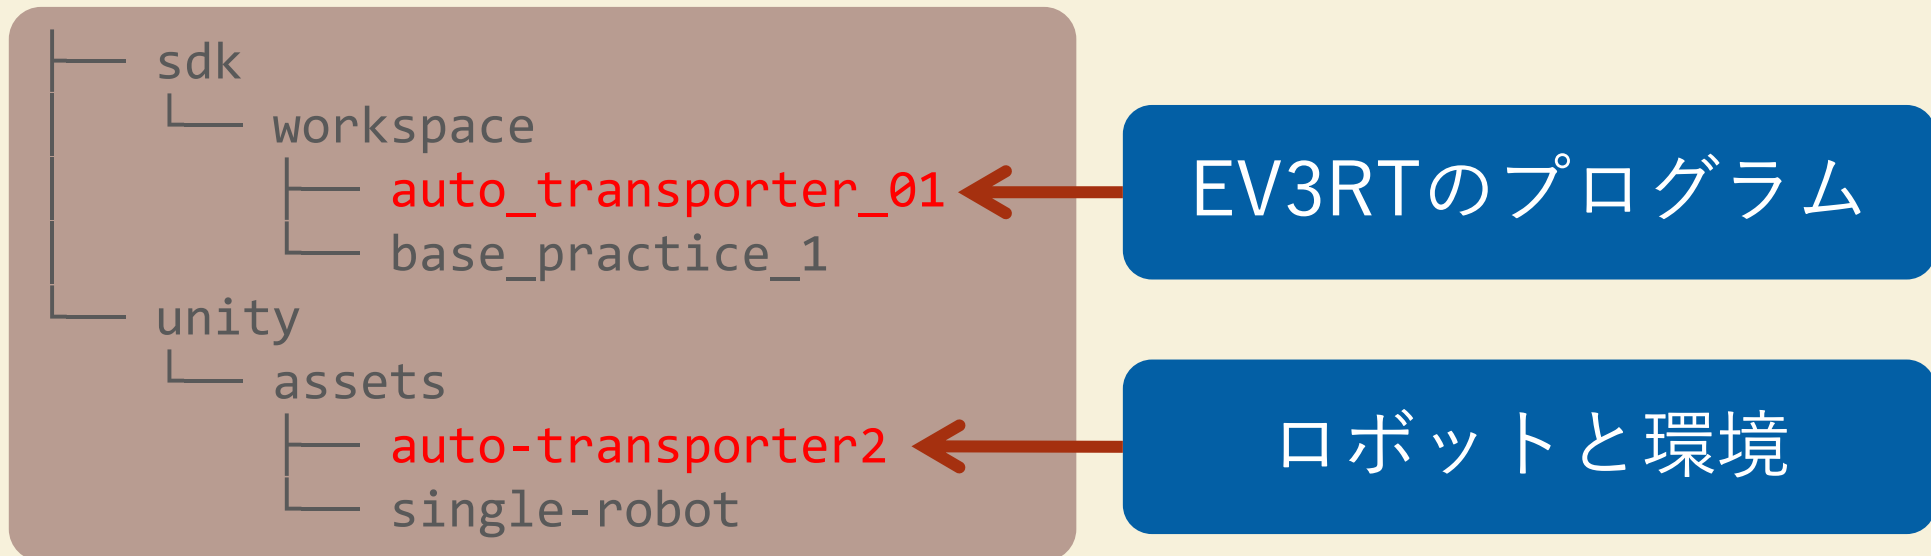 sdk
workspace
auto_transporter_01
base_practice_1
unity
assets
auto-transporter2
single-robot
EV3RTのプログラム
ロボットと環境